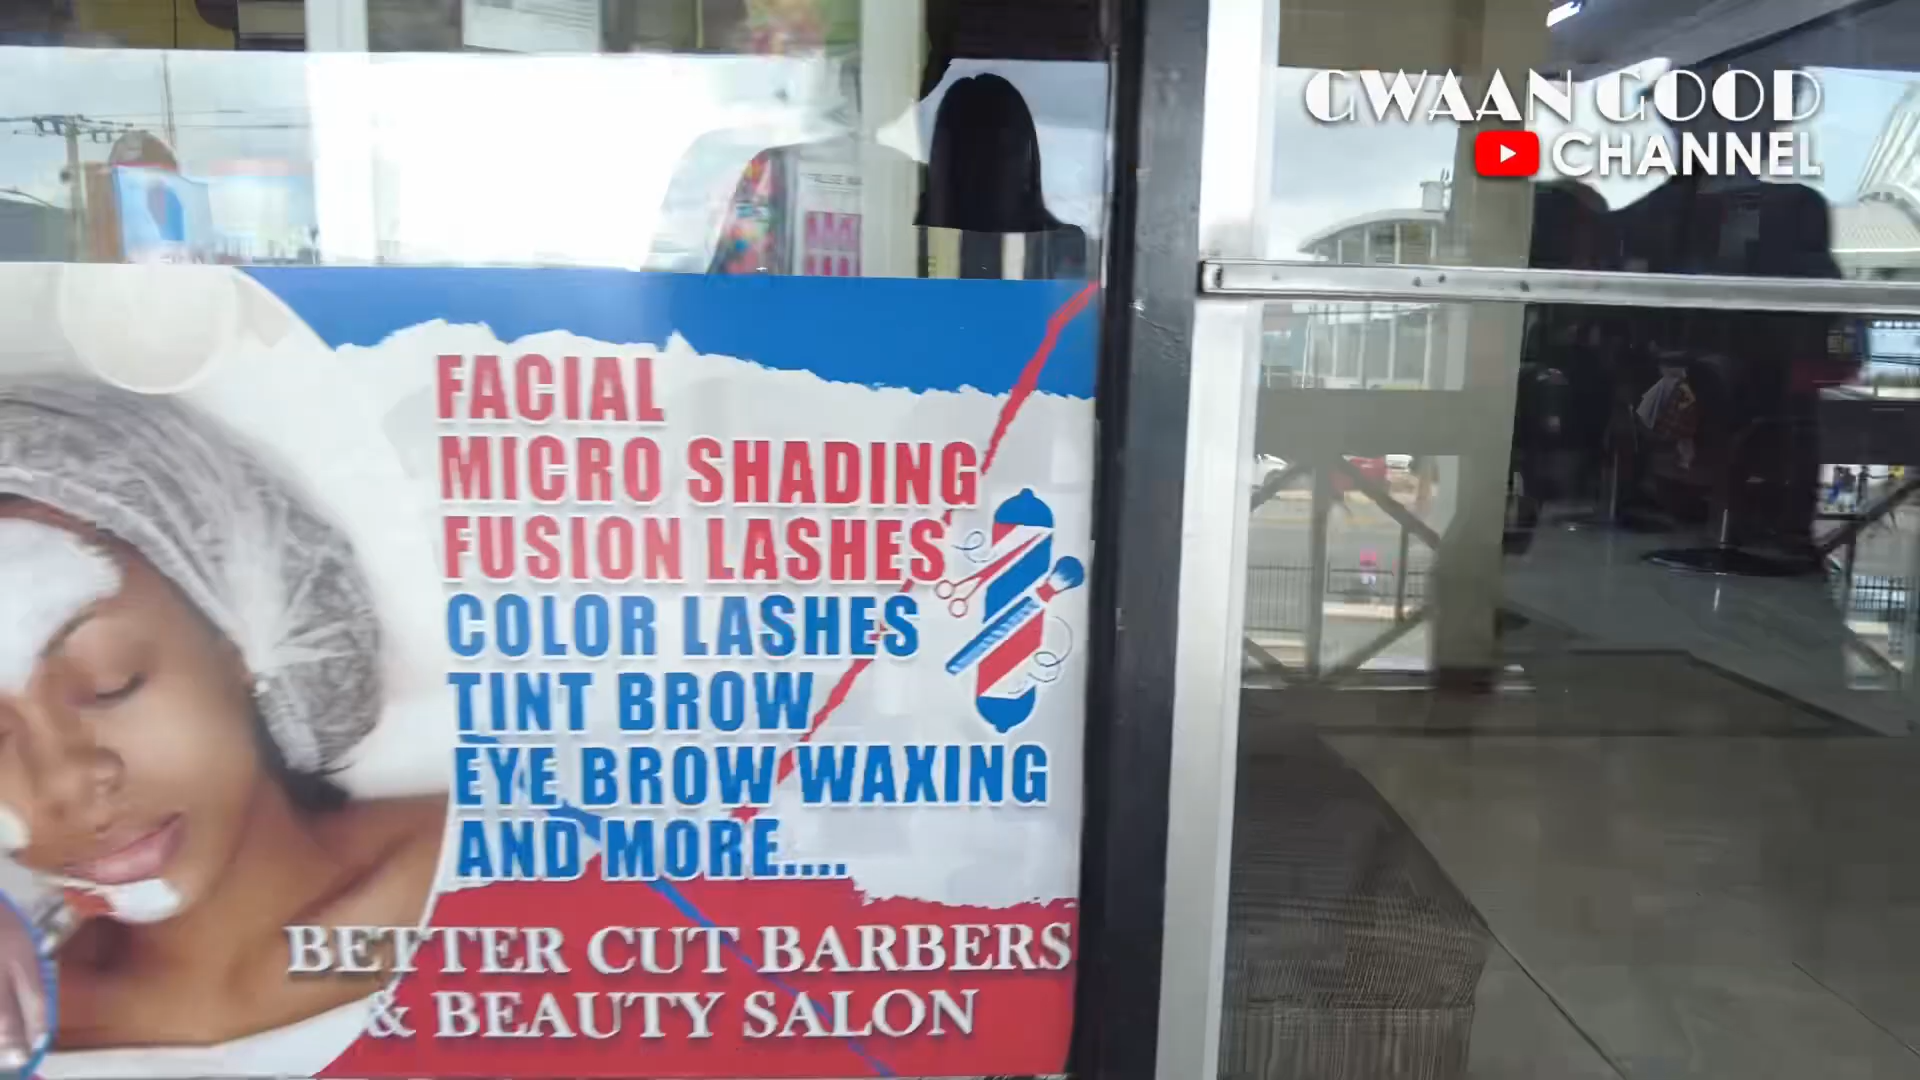 GWAAN GOOD
CHANNEL
FACIAL
MICRO SHADING
FUSION LASHES
COLOR LASHES
TINT BROW
EYE BROW WAXING
AND MORE....
BETTER CUT BARBERS
& BEAUTY SALON